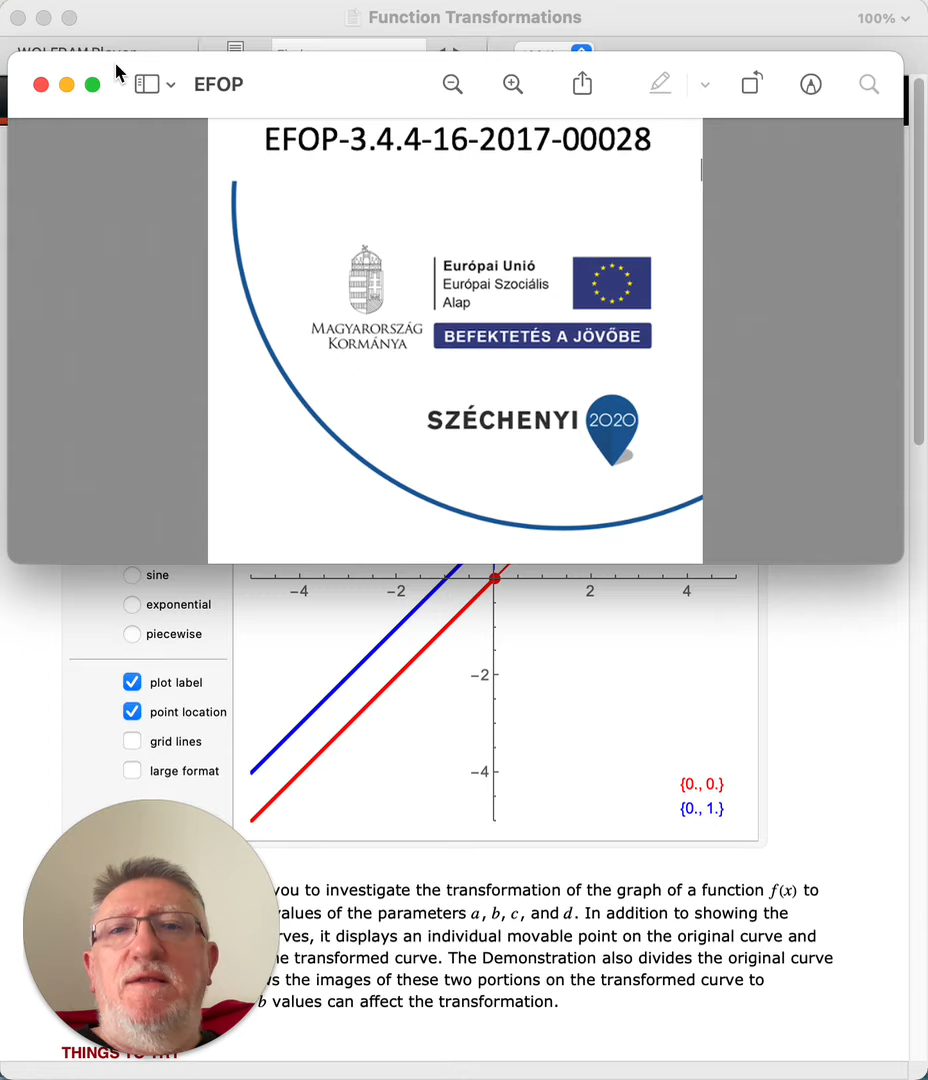 Function Transformations
100%
EFOP
EFOP-3.4.4-16-2017-00028
Európai Unió
Európai Szociális
Alap
MAGYARORSZÁG
KORMÁNYA
BEFEKTETÉS A JÖVŐBE
SZÉCHENYI 2020
sine
exponential
piecewise
plot label
point location
grid lines
large format
−4 −2 2 4
−2
−4
{0., 0.}
{0., 1.}
you to investigate the transformation of the graph of a function f(x) to
values of the parameters a, b, c, and d. In addition to showing the
it displays an individual movable point on the original curve and
transformed curve. The Demonstration also divides the original curve
the images of these two portions on the transformed curve to
b values can affect the transformation.
THINGS